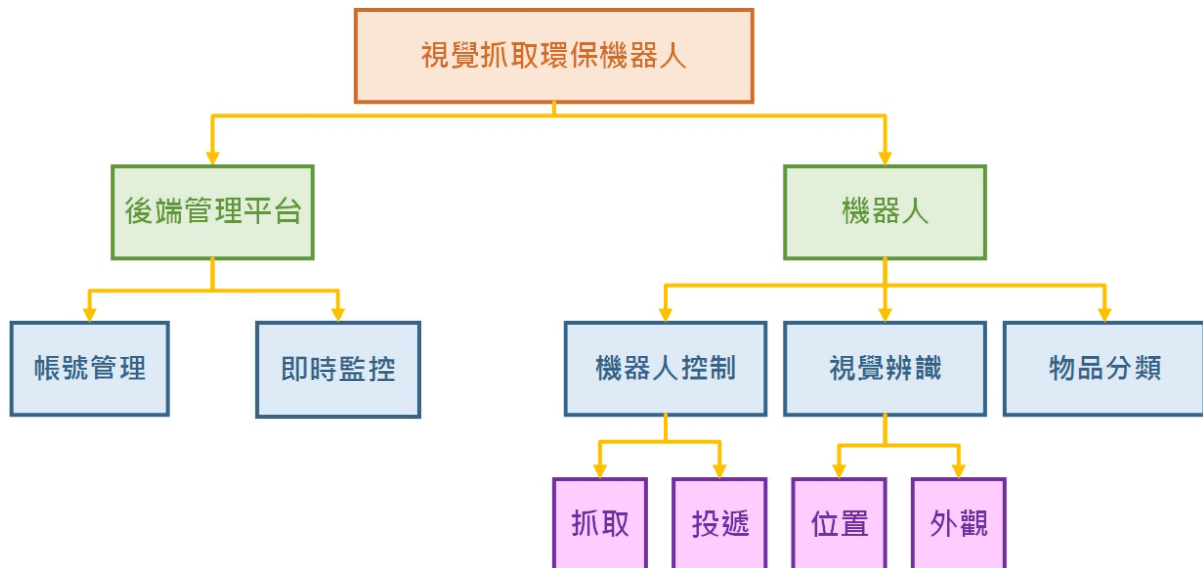 視覺抓取環保機器人
後端管理平台
機器人
帳號管理
即時監控
機器人控制
視覺辨識
物品分類
抓取
投遞
位置
外觀